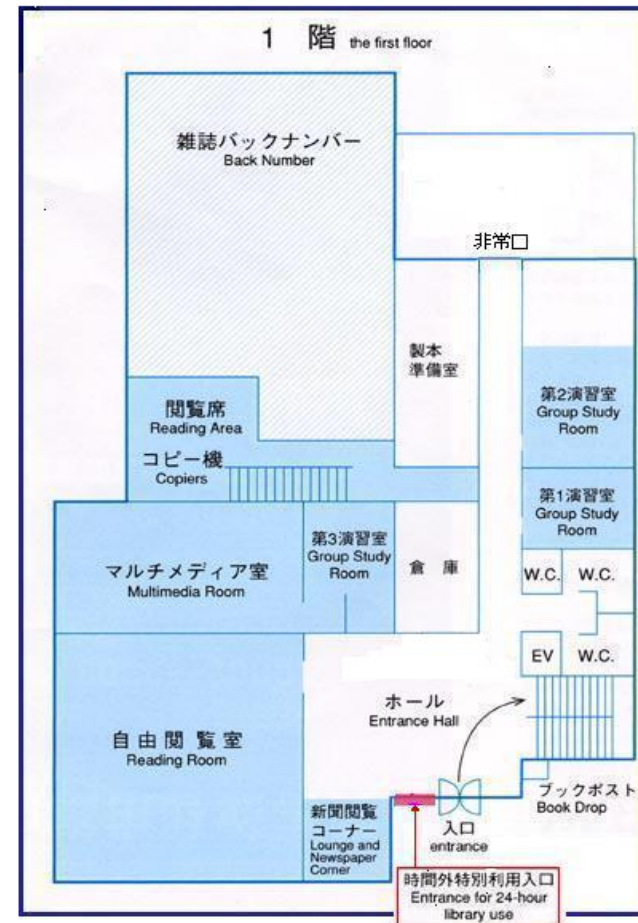 1 階 the first floor
雑誌バックナンバー
Back Number
非常口
製本
準備室
閲覧席
Reading Area
コピー機
Copiers
第2演習室
Group Study
Room
第1演習室
Group Study
Room
第3演習室
Group Study
Room
倉 庫
マルチメディア室
Multimedia Room
W.C.
W.C.
EV
W.C.
ホール
Entrance Hall
自由閲覧室
Reading Room
新聞閲覧
コーナー
Lounge and
Newspaper
Corner
入口
entrance
ブックポスト
Book Drop
時間外特別利用入口
Entrance for 24-hour
library use